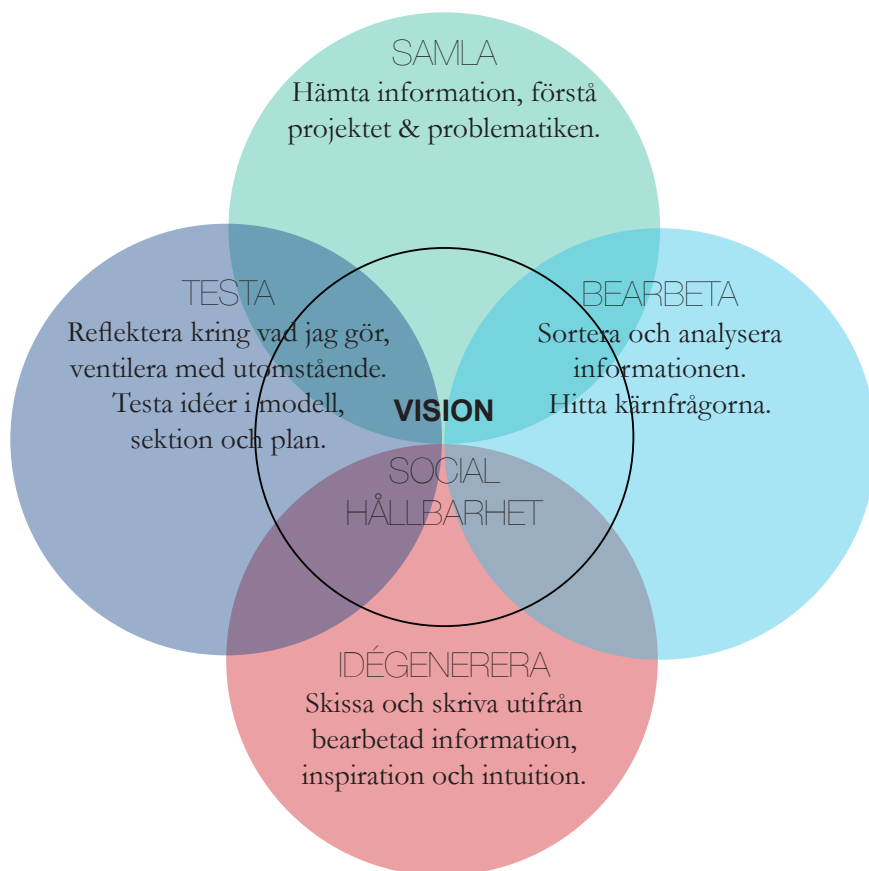 SAMLA
Hämta information, förstå
projektet & problematiken.
TESTA
Reflektera kring vad jag gör,
ventilera med utomstående.
Testa idéer i modell,
sektion och plan.
BEARBETA
Sortera och analysera
informationen.
Hitta kärnfrågorna.
VISION
SOCIAL
HÅLLBARHET
IDÉGENERERA
Skissa och skriva utifrån
bearbetad information,
inspiration och intuition.